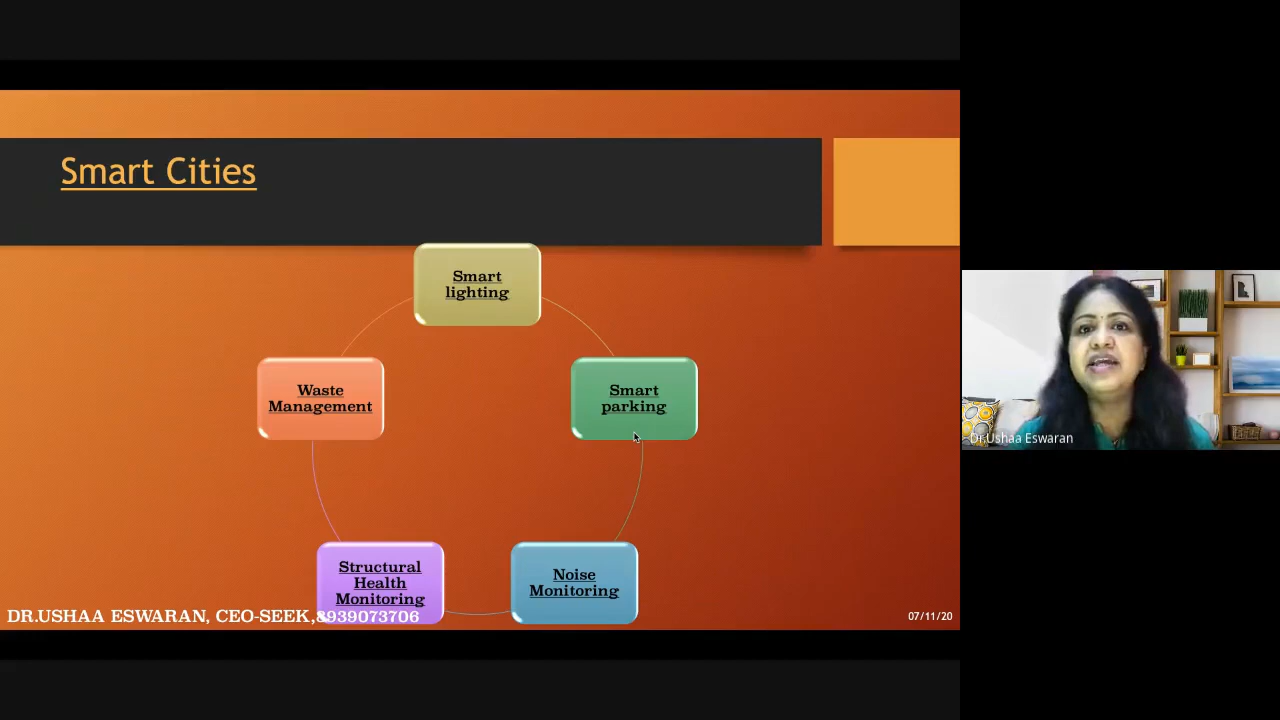 Smart Cities
Smart
lighting
Waste
Management
Smart
parking
Structural
Health
Monitoring
Noise
Monitoring
DR.USHAA ESWARAN, CEO-SEEK,8939073706
07/11/20
Dr.Ushaa Eswaran